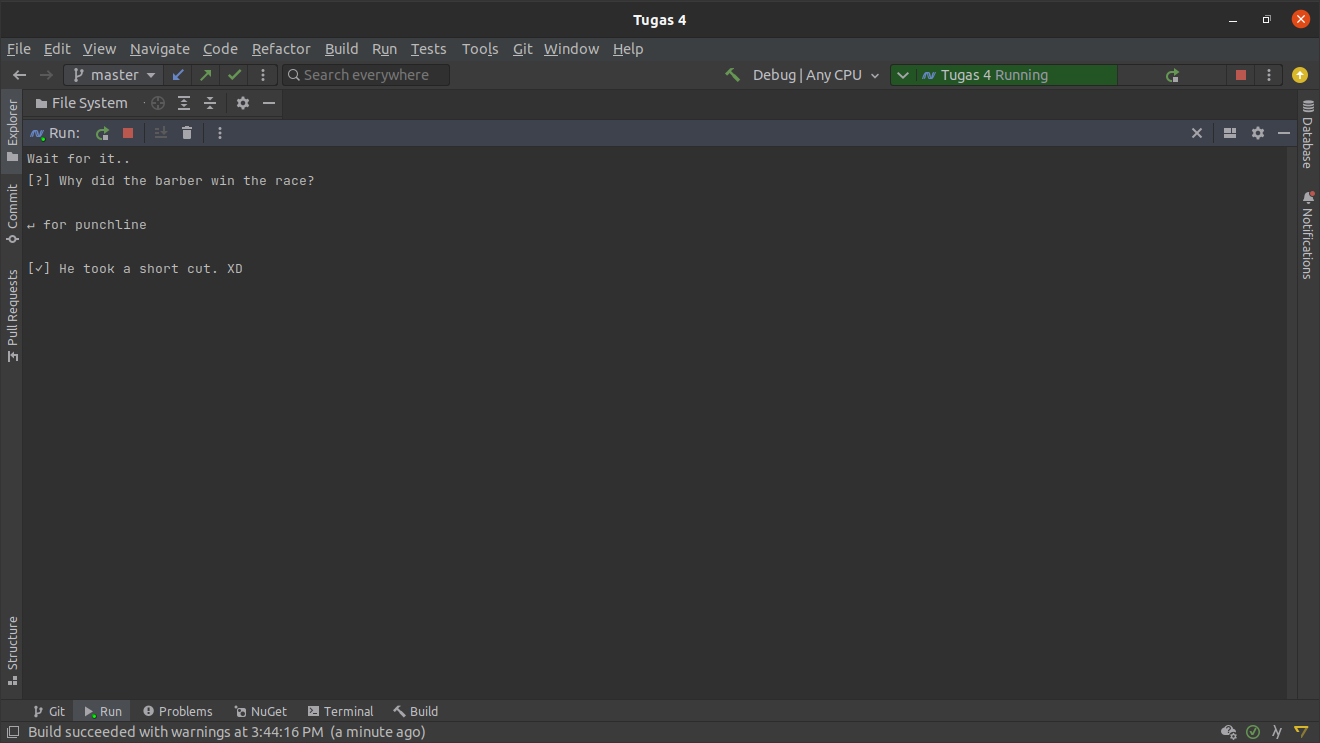 Tugas 4
File Edit View Navigate Code Refactor Build Run Tests Tools Git Window Help
master Search everywhere Debug | Any CPU Tugas 4 Running
File System
Run:
Wait for it..
[?] Why did the barber win the race?
↵ for punchline
[✓] He took a short cut. XD
Explorer
Commit
Pull Requests
Structure
Database
Notifications
Git Run Problems NuGet Terminal Build
Build succeeded with warnings at 3:44:16 PM (a minute ago)